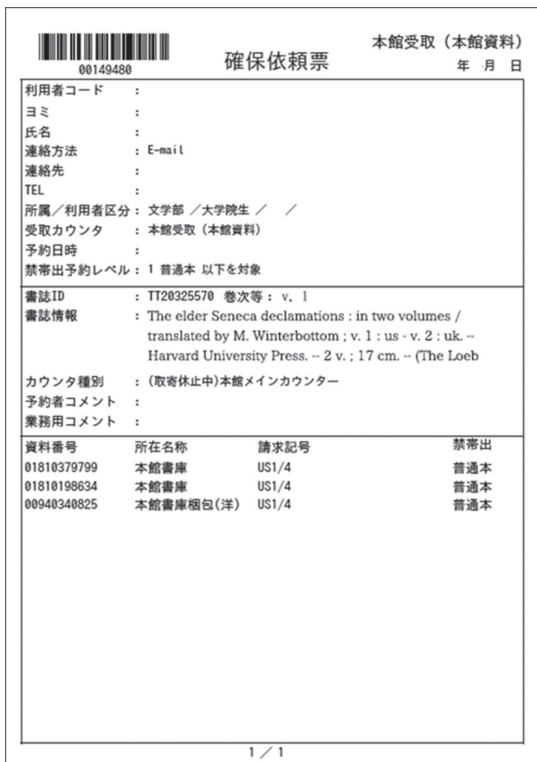 本館受取（本館資料）
00149480
確保依頼票
年 月 日
利用者コード :
ヨミ :
氏名 :
連絡方法 : E-mail
連絡先 :
TEL :
所属／利用者区分 : 文学部 ／大学院生 ／ ／
受取カウンタ : 本館受取（本館資料）
予約日時 :
禁帯出予約レベル : 1 普通本 以下を対象
書誌ID : TT20325570 巻次等 : v. 1
書誌情報 : The elder Seneca declamations : in two volumes /
translated by M. Winterbottom ; v. 1 : us - v. 2 : uk. --
Harvard University Press. -- 2 v. ; 17 cm. -- (The Loeb
カウンタ種別 : (取寄休止中)本館メインカウンター
予約者コメント :
業務用コメント :
資料番号 所在名称 請求記号 禁帯出
01810379799 本館書庫 US1/4 普通本
01810198634 本館書庫 US1/4 普通本
00940340825 本館書庫梱包(洋) US1/4 普通本
1 ／ 1